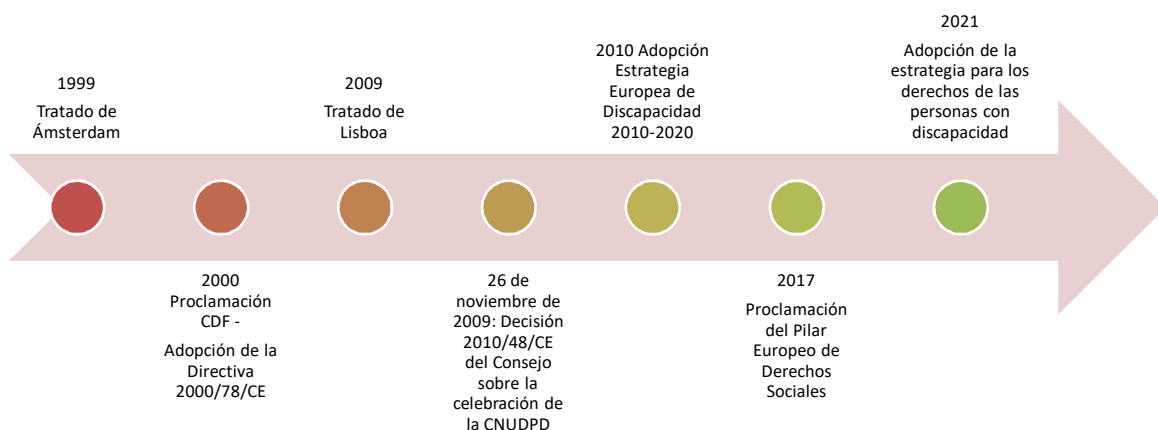 1999
Tratado de
Ámsterdam
2000
Proclamación
CDF -
Adopción de la
Directiva
2000/78/CE
2009
Tratado de
Lisboa
26 de
noviembre de
2009: Decisión
2010/48/CE
del Consejo
sobre la
celebración de
la CNUDPD
2010 Adopción
Estrategia
Europea de
Discapacidad
2010-2020
2017
Proclamación
del Pilar
Europeo de
Derechos
Sociales
2021
Adopción de la
estrategia para los
derechos de las
personas con
discapacidad